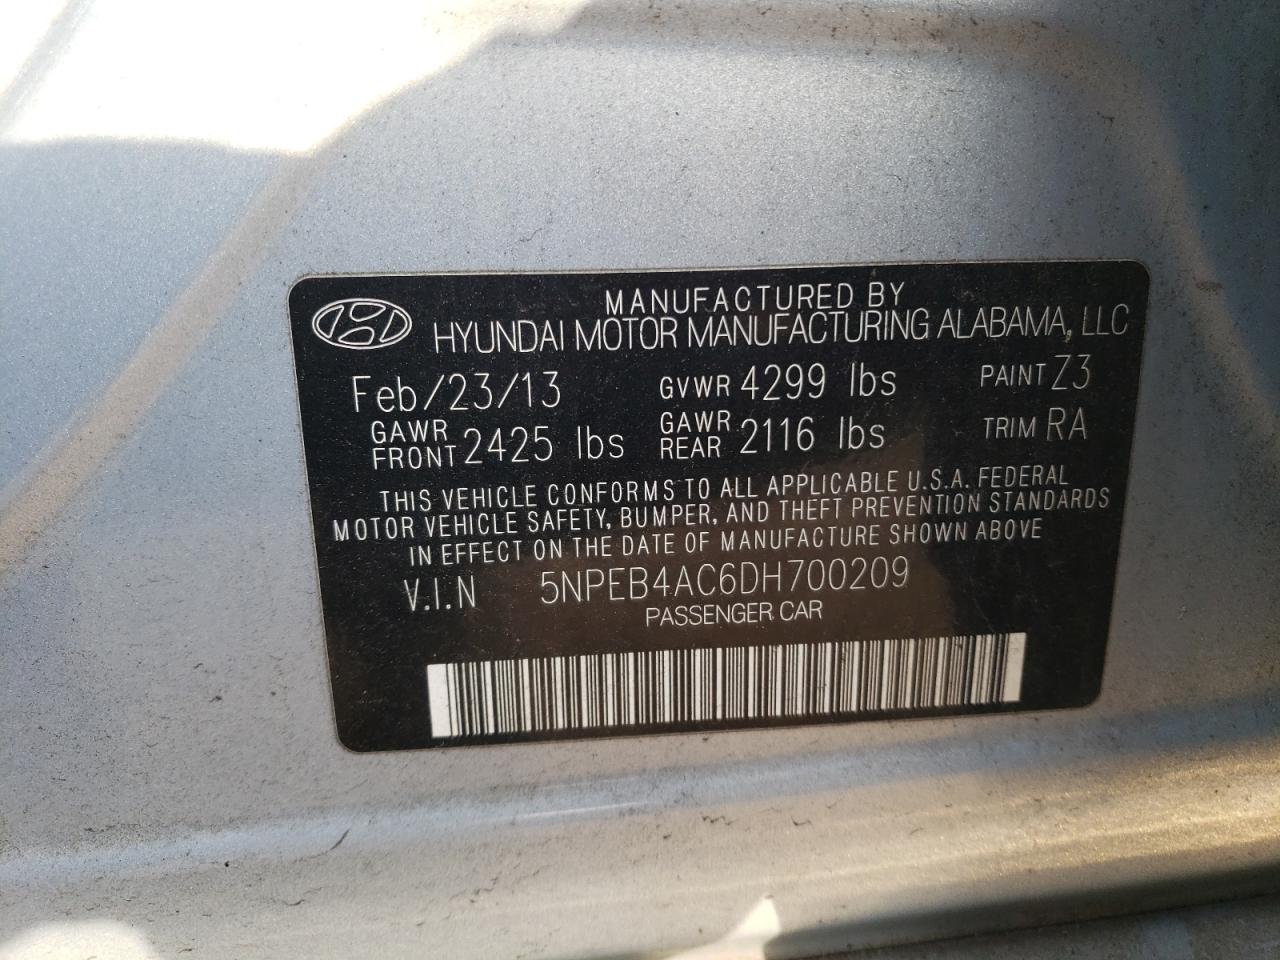 MANUFACTURED BY
HYUNDAI MOTOR MANUFACTURING ALABAMA, LLC
Feb/23/13 GVWR 4299 lbs PAINT Z3
GAWR FRONT 2425 lbs GAWR REAR 2116 lbs TRIM RA
THIS VEHICLE CONFORMS TO ALL APPLICABLE U.S.A. FEDERAL
MOTOR VEHICLE SAFETY, BUMPER, AND THEFT PREVENTION STANDARDS
IN EFFECT ON THE DATE OF MANUFACTURE SHOWN ABOVE
V.I.N 5NPEB4AC6DH700209
PASSENGER CAR